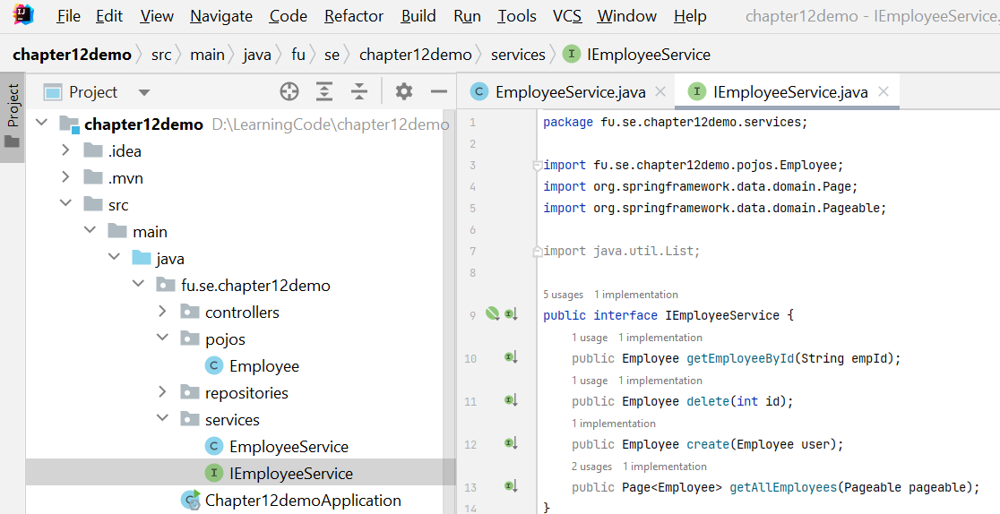 File Edit View Navigate Code Refactor Build Run Tools VCS Window Help chapter12demo - IEmployeeService.
chapter12demo src main java fu se chapter12demo services I IEmployeeService
Project
Project
chapter12demo D:\LearningCode\chapter12demo
.idea
.mvn
src
main
java
fu.se.chapter12demo
controllers
pojos
C Employee
repositories
services
C EmployeeService
I IEmployeeService
Chapter12demoApplication
C EmployeeService.java I IEmployeeService.java
1 package fu.se.chapter12demo.services;
2
3 import fu.se.chapter12demo.pojos.Employee;
4 import org.springframework.data.domain.Page;
5 import org.springframework.data.domain.Pageable;
6
7 import java.util.List;
8
5 usages 1 implementation
9 public interface IEmployeeService {
1 usage 1 implementation
10 public Employee getEmployeeById(String empId);
1 usage 1 implementation
11 public Employee delete(int id);
1 implementation
12 public Employee create(Employee user);
2 usages 1 implementation
13 public Page<Employee> getAllEmployees(Pageable pageable);
14 }